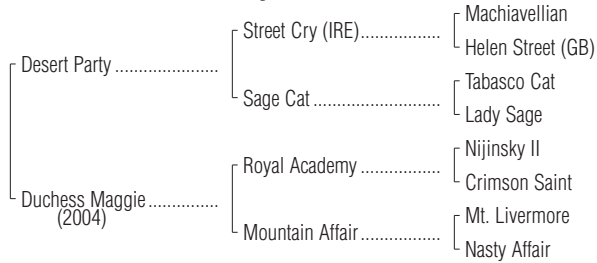 Machiavellian
Street Cry (IRE)..................
Helen Street (GB)
Desert Party .....................
Tabasco Cat
Sage Cat ..........................
Lady Sage
Nijinsky II
Royal Academy .................
Crimson Saint
Duchess Maggie ..............
(2004)
Mt. Livermore
Mountain Affair.................
Nasty Affair